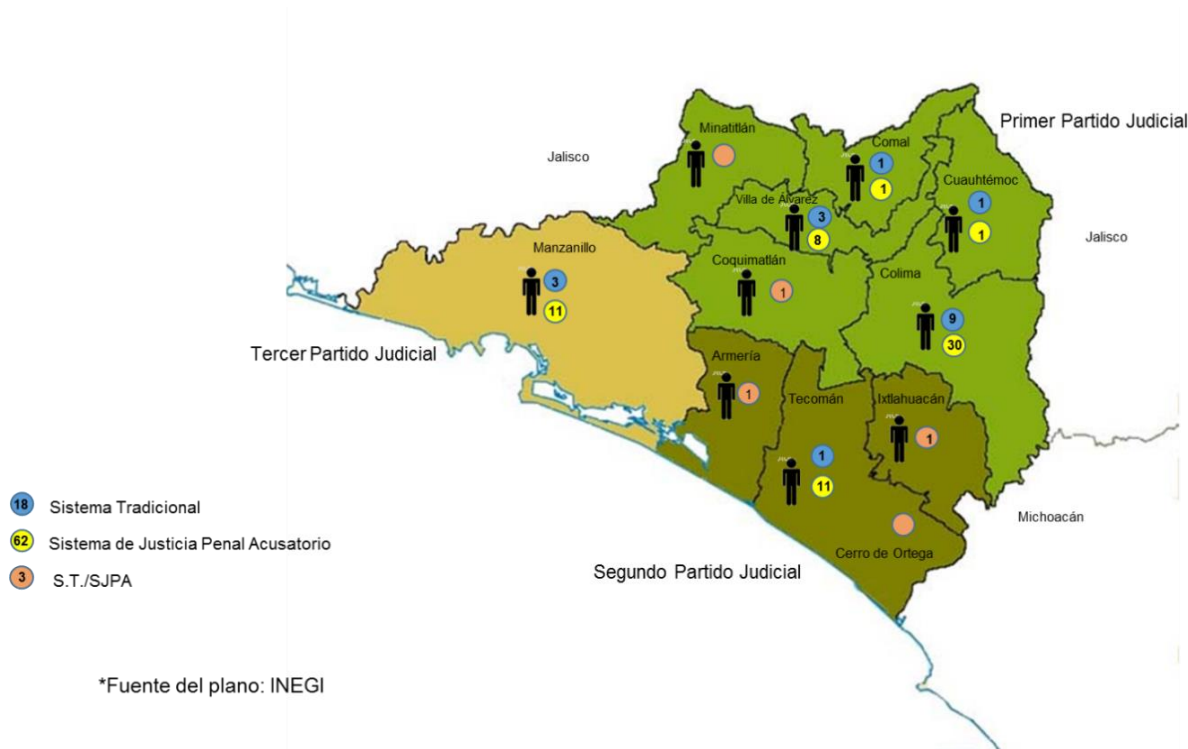 Primer Partido Judicial
Minatitlán
Jalisco
Comal
1
1
Cuauhtémoc
1
1
Villa de Álvarez
3
8
Jalisco
Manzanillo
3
11
Coquimatlán
1
Colima
9
30
Tercer Partido Judicial
Armería
1
Tecomán
1
11
Ixtlahuacán
1
Michoacán
Cerro de Ortega
Segundo Partido Judicial
18 Sistema Tradicional
62 Sistema de Justicia Penal Acusatorio
3 S.T./SJPA
*Fuente del plano: INEGI